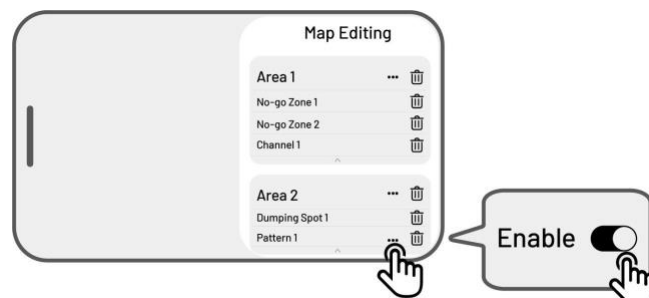 Map Editing
Area 1 ...
No-go Zone 1
No-go Zone 2
Channel 1
Area 2 ...
Dumping Spot 1
Pattern 1 ...
Enable